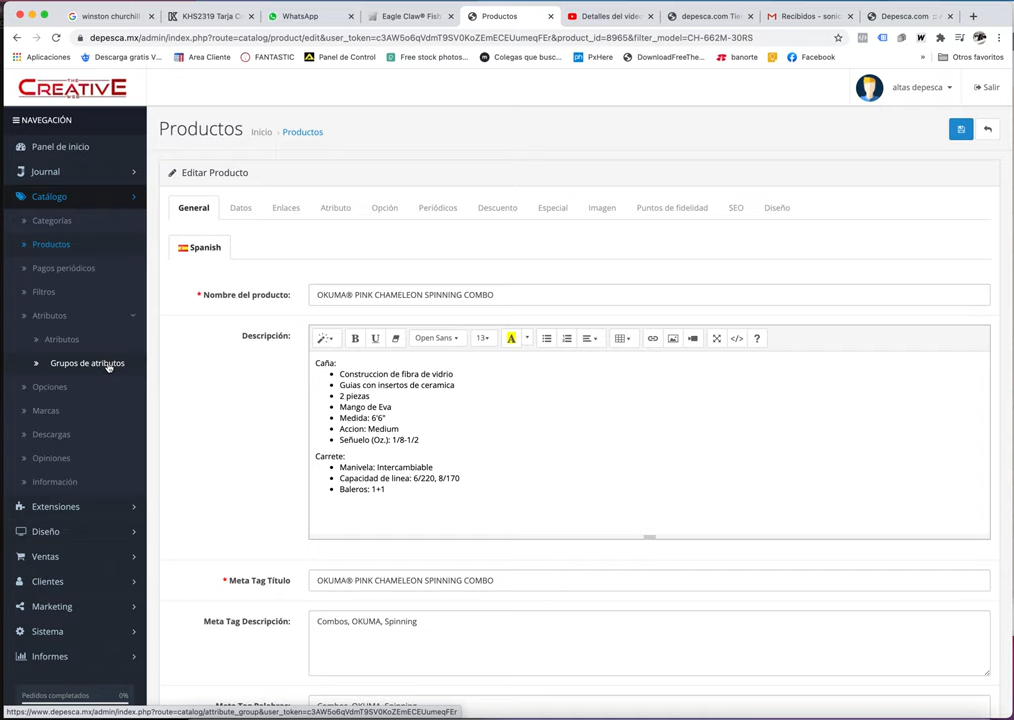 winston churchill
KHS2319 Tarja C
WhatsApp
Eagle Claw® Fish
Productos
Detalles del video
depesca.com Tie
Recibidos - sonic
Depesca.com
depesca.mx/admin/index.php?route=catalog/product/edit&user_token=c3AW5o6qVdmT9SV0KoZEmECEUumeqFEr&product_id=8965&filter_model=CH-662M-30RS
Aplicaciones
Descarga gratis V...
Area Cliente
FANTASTIC
Panel de Control
Free stock photos...
Colegas que busc...
PxHere
DownloadFreeThe...
banorte
Facebook
»
Otros favoritos
THE CREATIVE WEB
altas depesca
Salir
NAVEGACIÓN
Productos
Inicio
› Productos
Panel de inicio
Journal
Catálogo
Categorías
Productos
Pagos periódicos
Filtros
Atributos
Atributos
Grupos de atributos
Opciones
Marcas
Descargas
Opiniones
Información
Extensiones
Diseño
Ventas
Clientes
Marketing
Sistema
Informes
Pedidos completados 0%
Editar Producto
General
Datos
Enlaces
Atributo
Opción
Periódicos
Descuento
Especial
Imagen
Puntos de fidelidad
SEO
Diseño
Spanish
* Nombre del producto:
OKUMA® PINK CHAMELEON SPINNING COMBO
Descripción:
B
U
Open Sans
13
A
</>
?
Caña:
• Construccion de fibra de vidrio
• Guias con insertos de ceramica
• 2 piezas
• Mango de Eva
• Medida: 6'6"
• Accion: Medium
• Señuelo (Oz.): 1/8-1/2
Carrete:
• Manivela: Intercambiable
• Capacidad de linea: 6/220, 8/170
• Baleros: 1+1
* Meta Tag Título
OKUMA® PINK CHAMELEON SPINNING COMBO
Meta Tag Descripción:
Combos, OKUMA, Spinning
Meta Tag Palabras
Combos, OKUMA, Spinning
https://www.depesca.mx/admin/index.php?route=catalog/attribute_group&user_token=c3AW5o6qVdmT9SV0KoZEmECEUumeqFEr